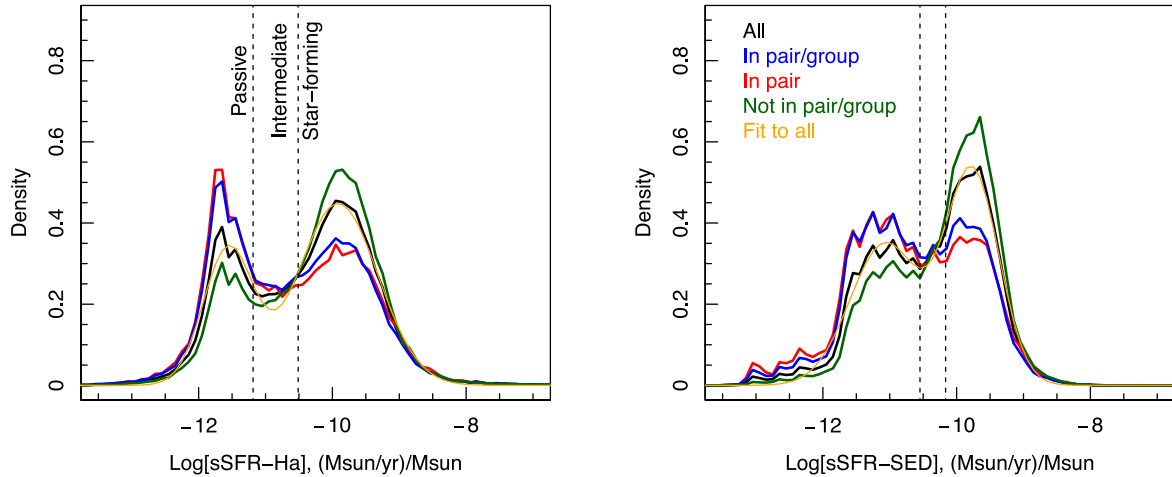 0.8
0.6
0.4
0.2
0
Density
Passive
Intermediate
Star−forming
−12
−10
−8
Log[sSFR−Ha], (Msun/yr)/Msun
All
In pair/group
In pair
Not in pair/group
Fit to all
0.8
0.6
0.4
0.2
0
Density
−12
−10
−8
Log[sSFR−SED], (Msun/yr)/Msun